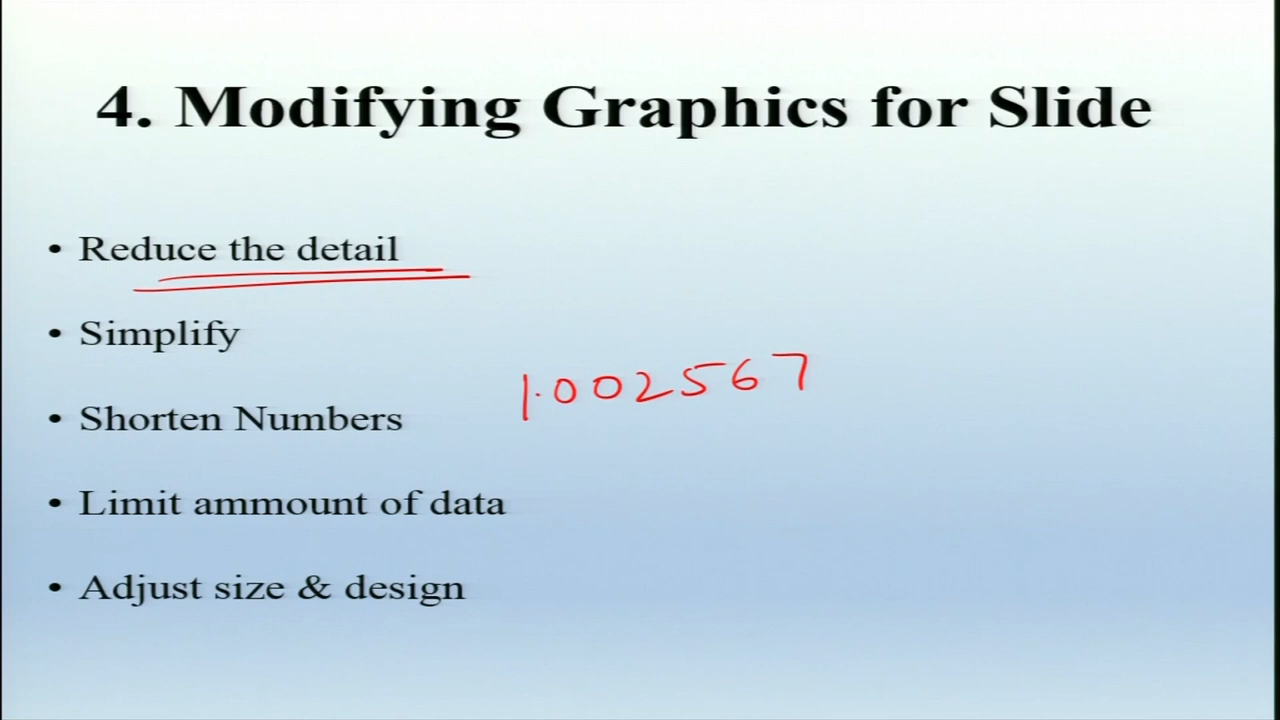 4. Modifying Graphics for Slide
• Reduce the detail
• Simplify
1.002567
• Shorten Numbers
• Limit ammount of data
• Adjust size & design